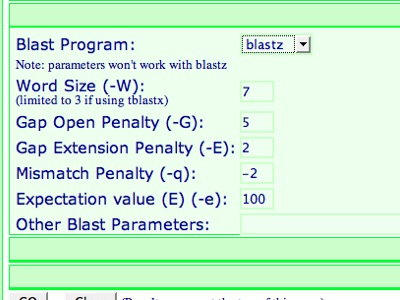 Blast Program: blastz
Note: parameters won't work with blastz
Word Size (-W): 7
(limited to 3 if using tblastx)
Gap Open Penalty (-G): 5
Gap Extension Penalty (-E): 2
Mismatch Penalty (-q): -2
Expectation value (E) (-e): 100
Other Blast Parameters: